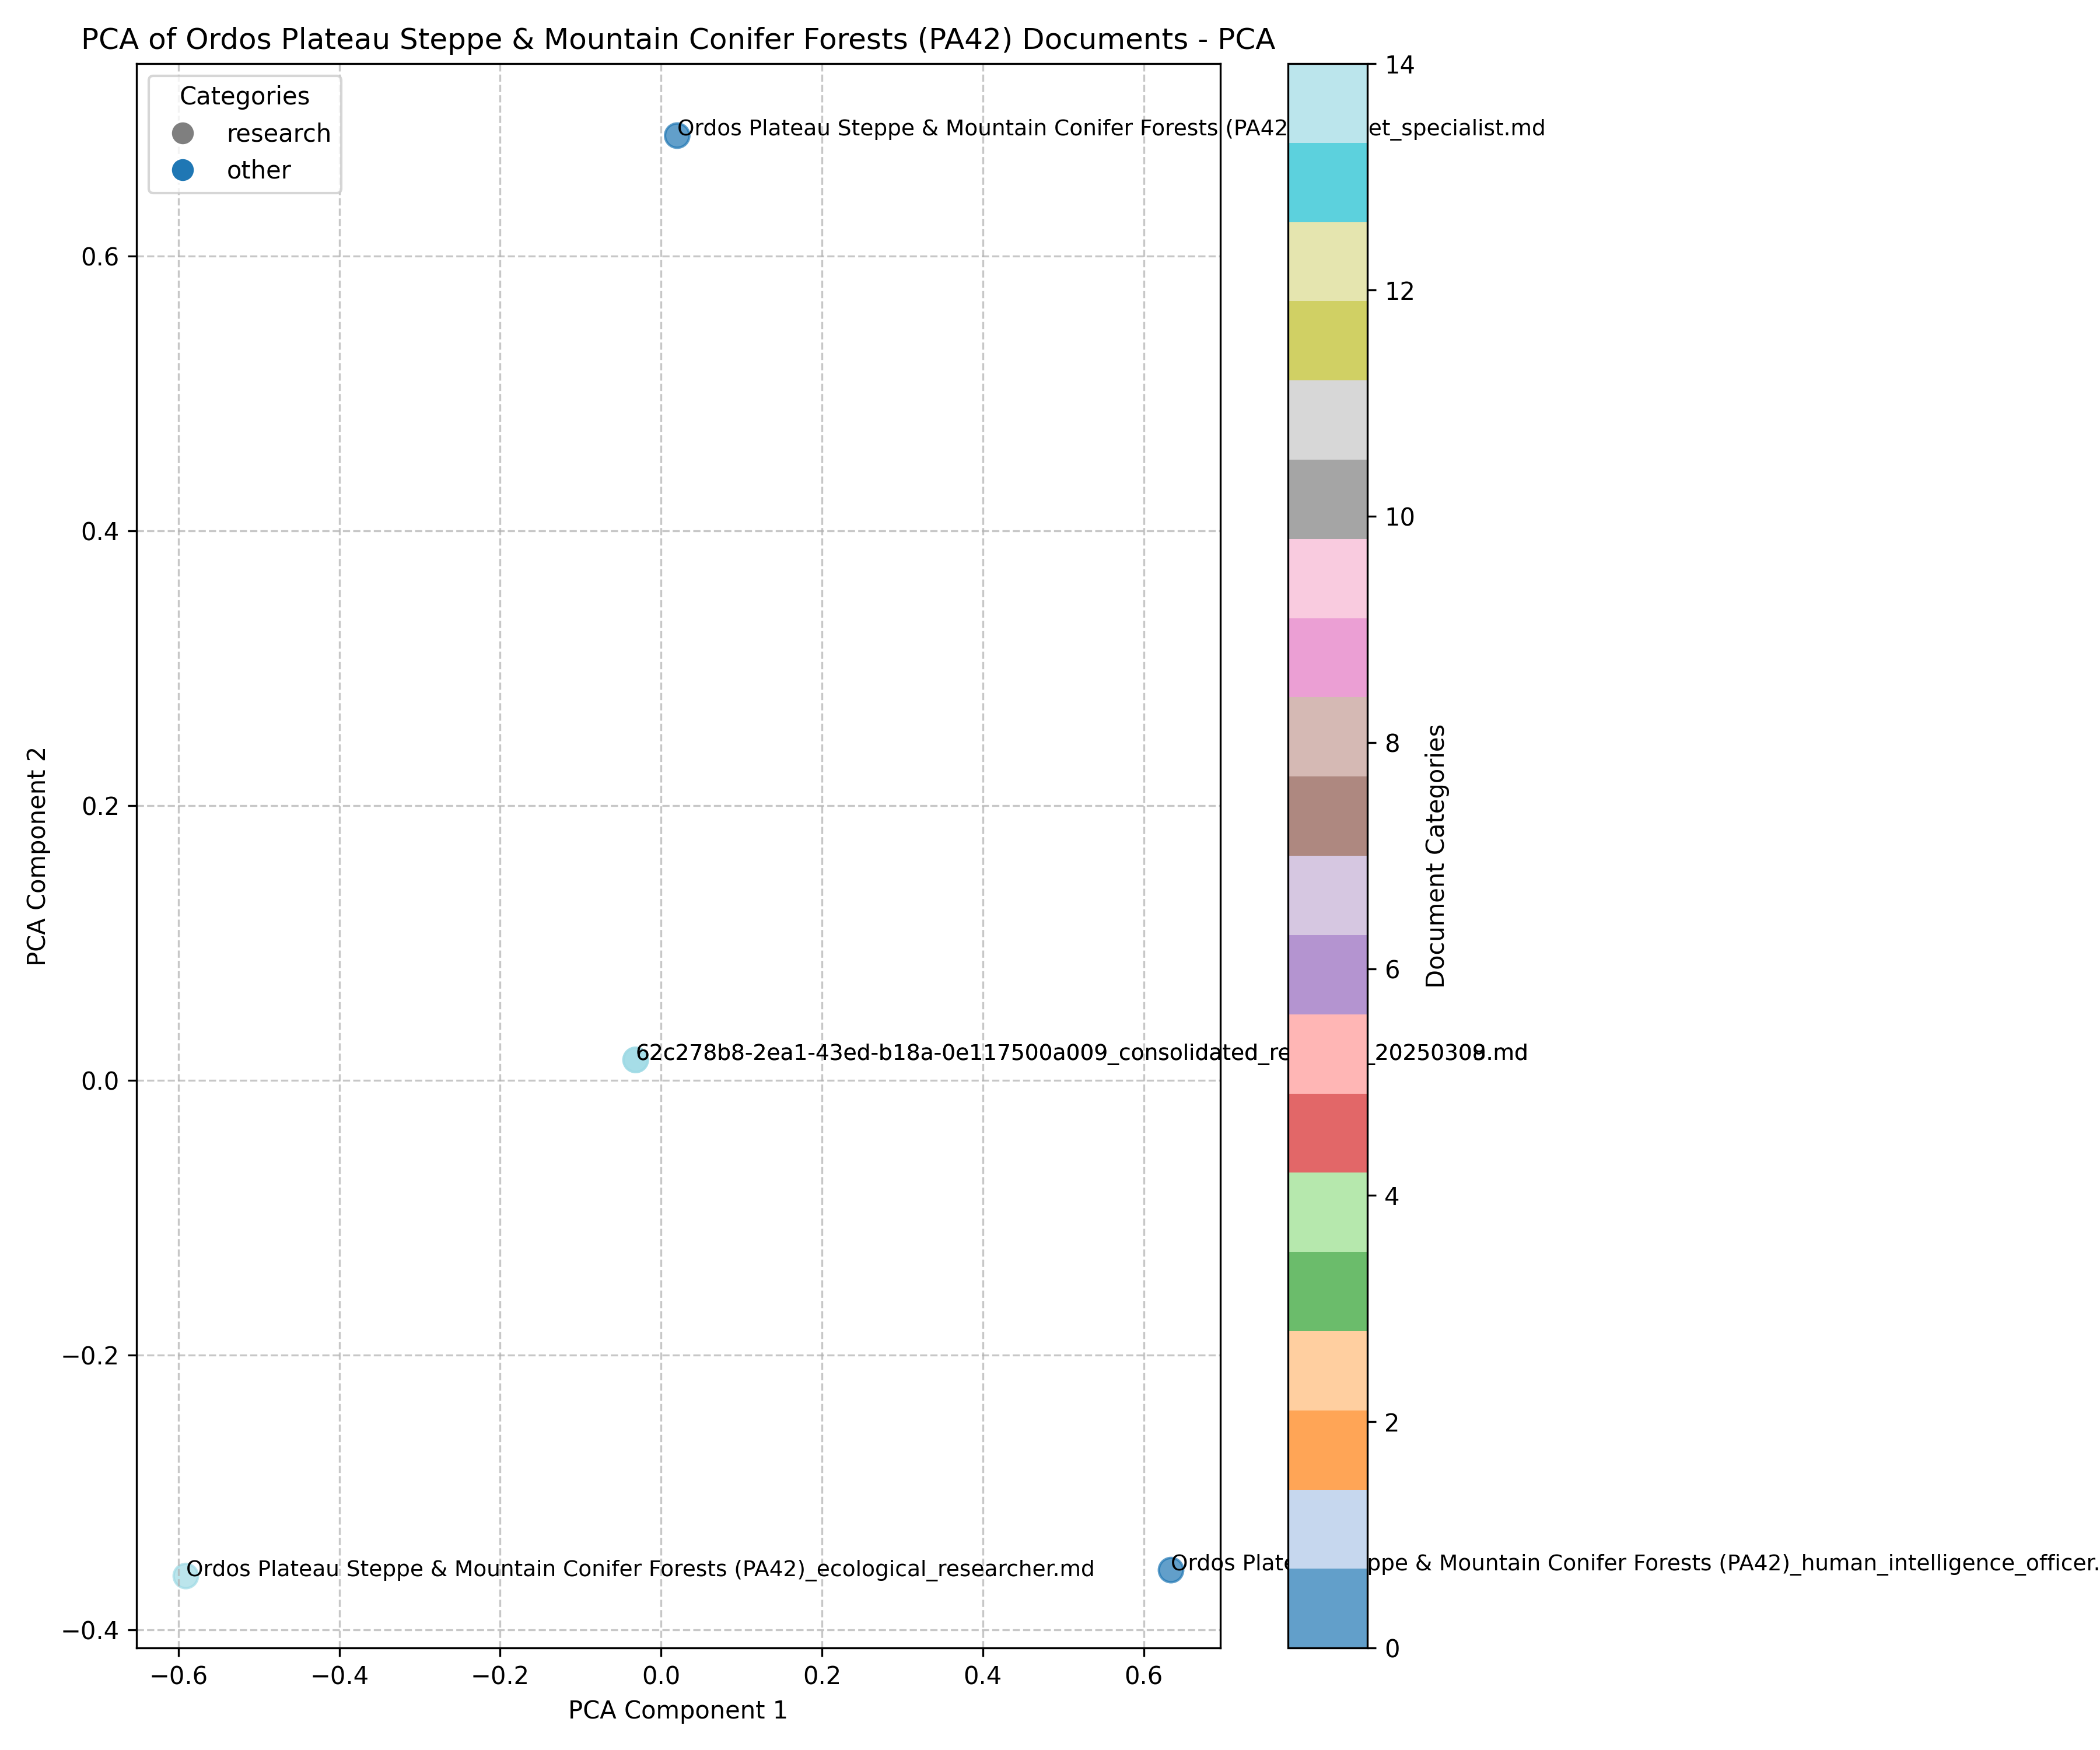 PCA of Ordos Plateau Steppe & Mountain Conifer Forests (PA42) Documents - PCA
Categories
research
other
Ordos Plateau Steppe & Mountain Conifer Forests (PA42 et_specialist.md
62c278b8-2ea1-43ed-b18a-0e117500a009_consolidated_re _2025030 .md
Ordos Plateau Steppe & Mountain Conifer Forests (PA42)_ecological_researcher.md
Ordos Plate ppe & Mountain Conifer Forests (PA42)_human_intelligence_officer.
PCA Component 2
0.6
0.4
0.2
0.0
−0.2
−0.4
−0.6
−0.4
−0.2
0.0
0.2
0.4
0.6
PCA Component 1
14
12
10
8
6
4
2
0
Document Categories